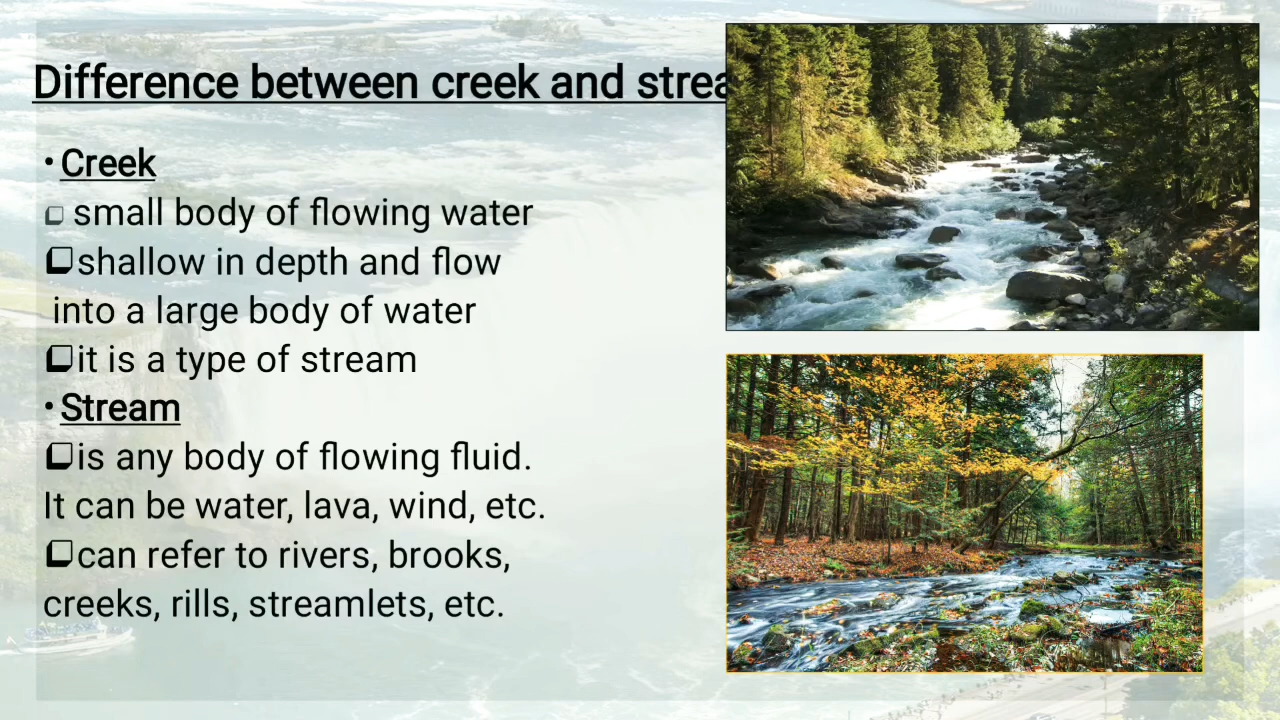 Difference between creek and strea
• Creek
❑ small body of flowing water
❑shallow in depth and flow
into a large body of water
❑it is a type of stream
• Stream
❑is any body of flowing fluid.
It can be water, lava, wind, etc.
❑can refer to rivers, brooks,
creeks, rills, streamlets, etc.